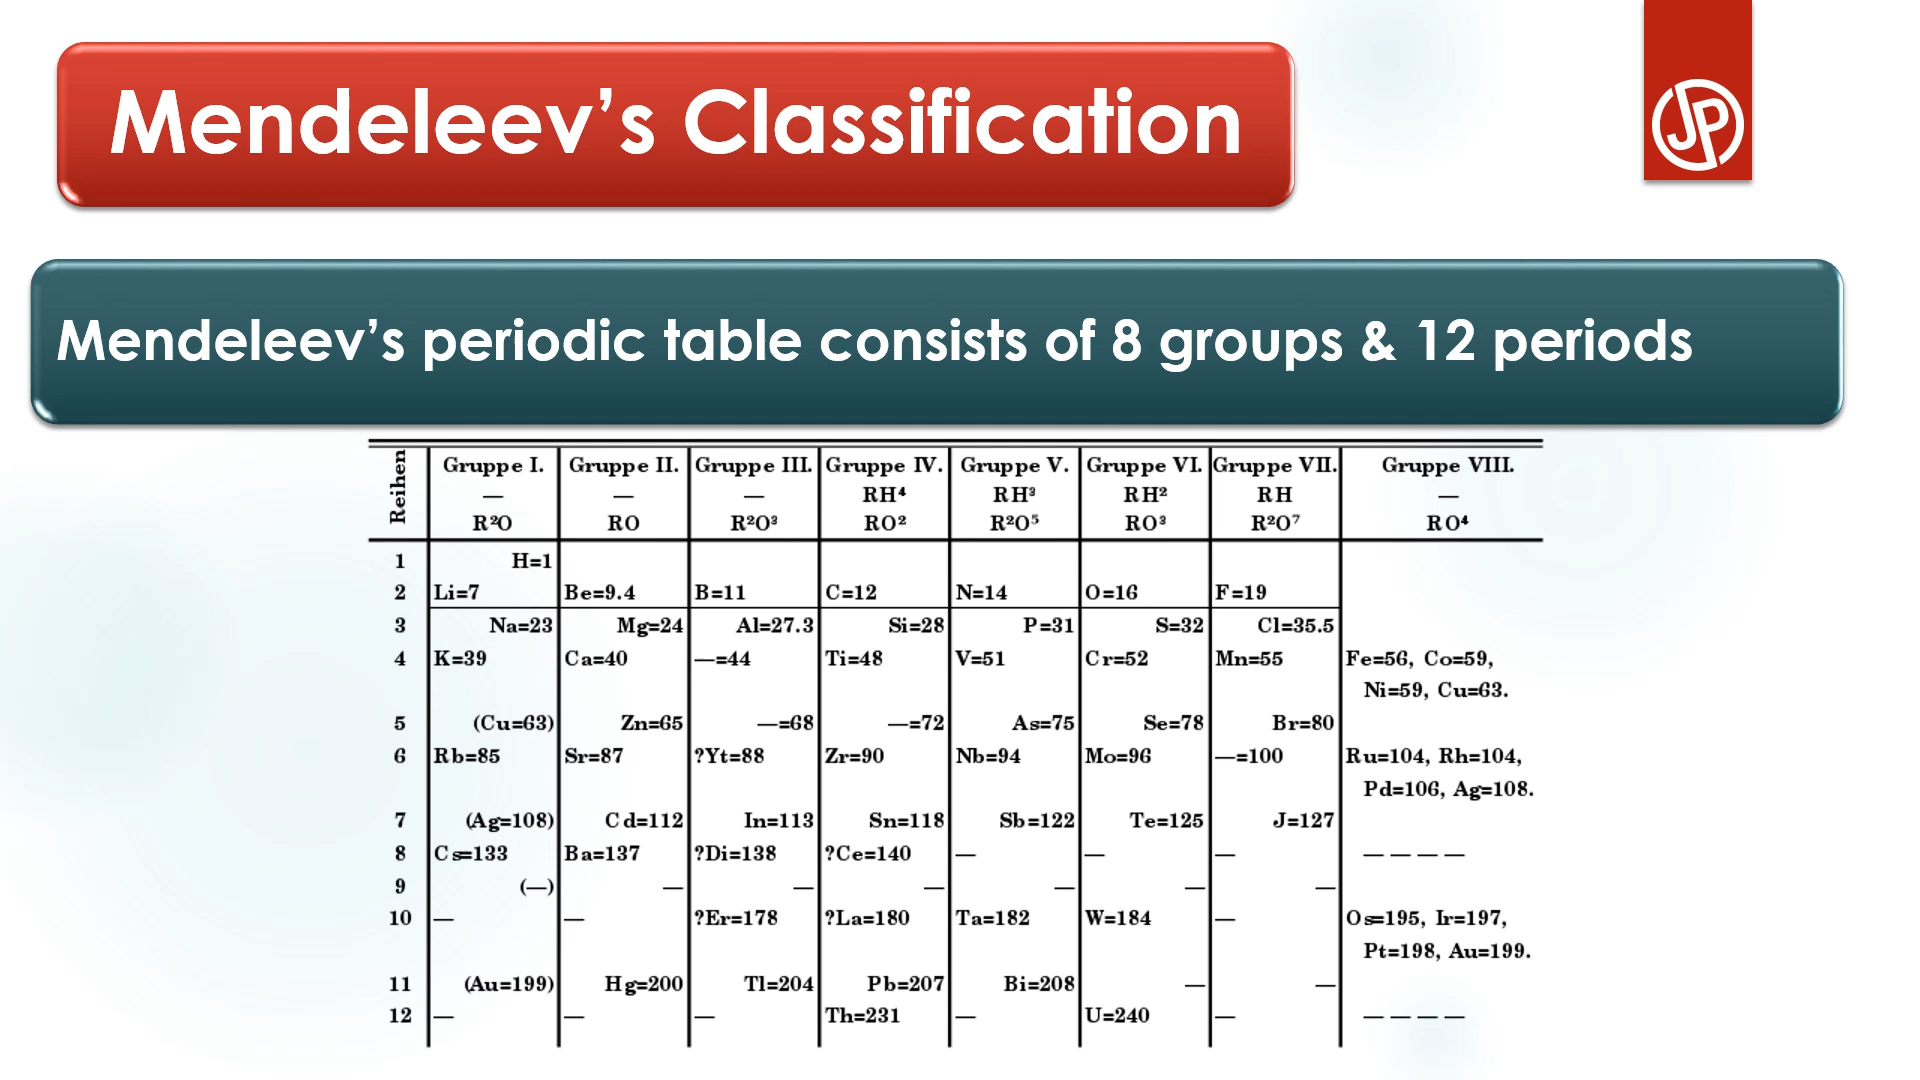 Mendeleev’s Classification
JP
Mendeleev’s periodic table consists of 8 groups & 12 periods
Reihen Gruppe I. Gruppe II. Gruppe III. Gruppe IV. Gruppe V. Gruppe VI. Gruppe VII. Gruppe VIII.
— — — RH⁴ RH³ RH² RH —
R²O RO R²O³ RO² R²O⁵ RO³ R²O⁷ RO⁴
1 H=1
2 Li=7 Be=9.4 B=11 C=12 N=14 O=16 F=19
3 Na=23 Mg=24 Al=27.3 Si=28 P=31 S=32 Cl=35.5
4 K=39 Ca=40 —=44 Ti=48 V=51 Cr=52 Mn=55 Fe=56, Co=59,
Ni=59, Cu=63.
5 (Cu=63) Zn=65 —=68 —=72 As=75 Se=78 Br=80
6 Rb=85 Sr=87 ?Yt=88 Zr=90 Nb=94 Mo=96 —=100 Ru=104, Rh=104,
Pd=106, Ag=108.
7 (Ag=108) Cd=112 In=113 Sn=118 Sb=122 Te=125 J=127
8 Cs=133 Ba=137 ?Di=138 ?Ce=140 — — — — — — —
9 (—) — — — — — —
10 — — ?Er=178 ?La=180 Ta=182 W=184 — Os=195, Ir=197,
Pt=198, Au=199.
11 (Au=199) Hg=200 Tl=204 Pb=207 Bi=208 — —
12 — — — Th=231 — U=240 — — — — —